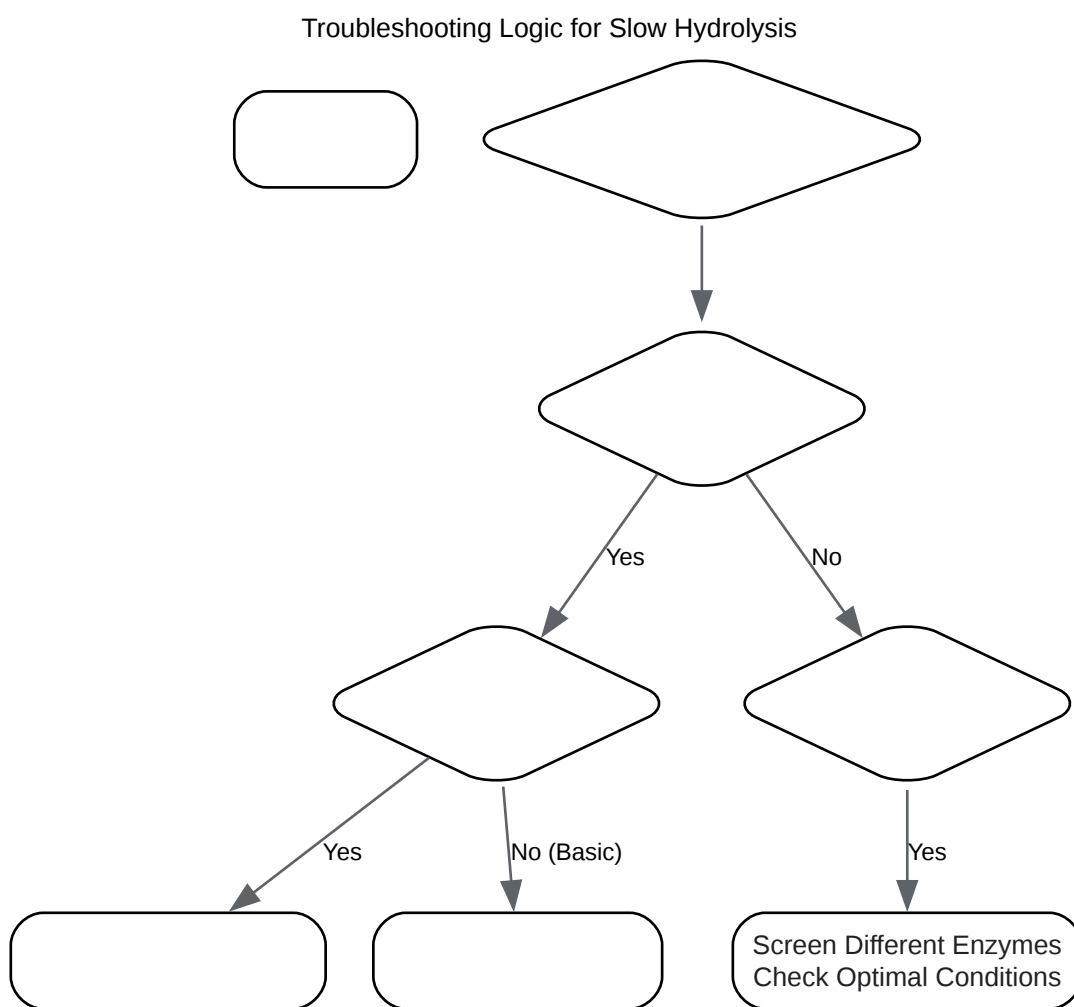 Troubleshooting Logic for Slow Hydrolysis
Yes
No
Yes
No (Basic)
Yes
Screen Different Enzymes
Check Optimal Conditions